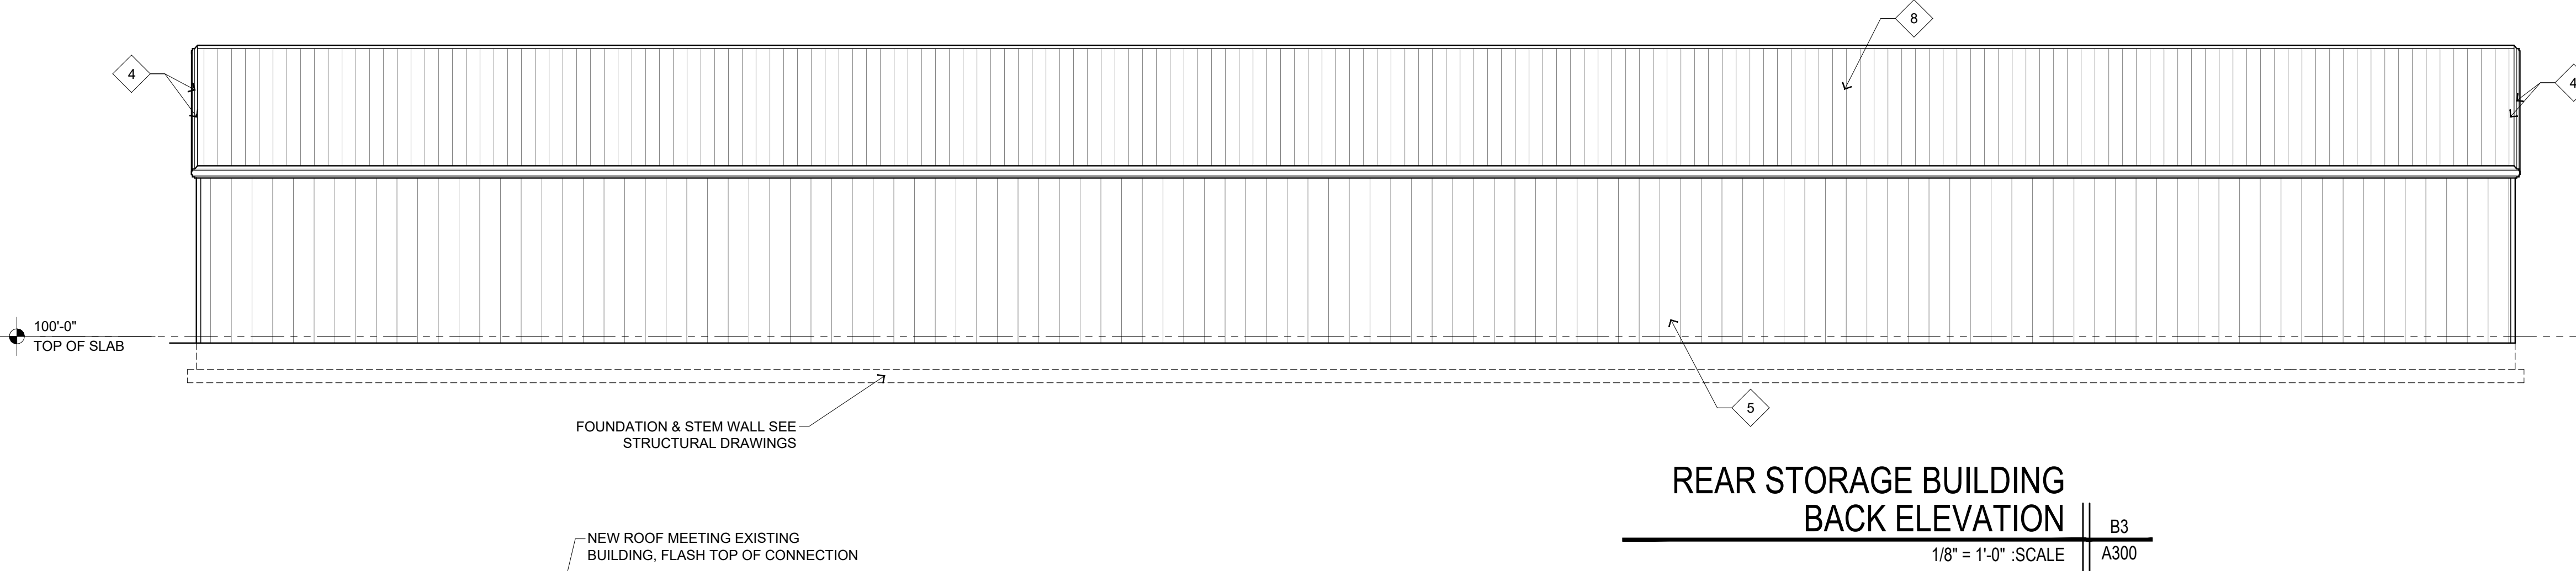 8
4
4
100'-0"
TOP OF SLAB
5
FOUNDATION & STEM WALL SEE
STRUCTURAL DRAWINGS
REAR STORAGE BUILDING
BACK ELEVATION
B3
1/8" = 1'-0" :SCALE
A300
NEW ROOF MEETING EXISTING
BUILDING, FLASH TOP OF CONNECTION